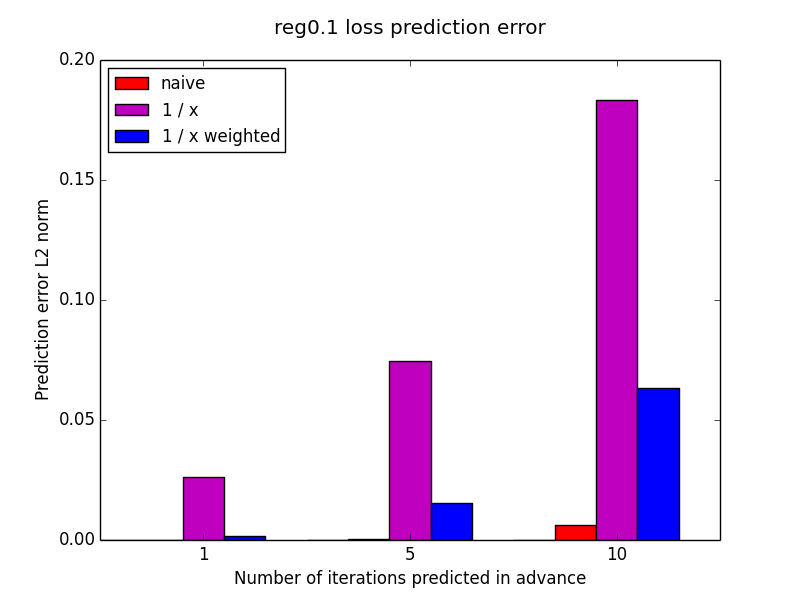 reg0.1 loss prediction error
naive
1 / x
1 / x weighted
Prediction error L2 norm
0.20
0.15
0.10
0.05
0.00
1
5
10
Number of iterations predicted in advance